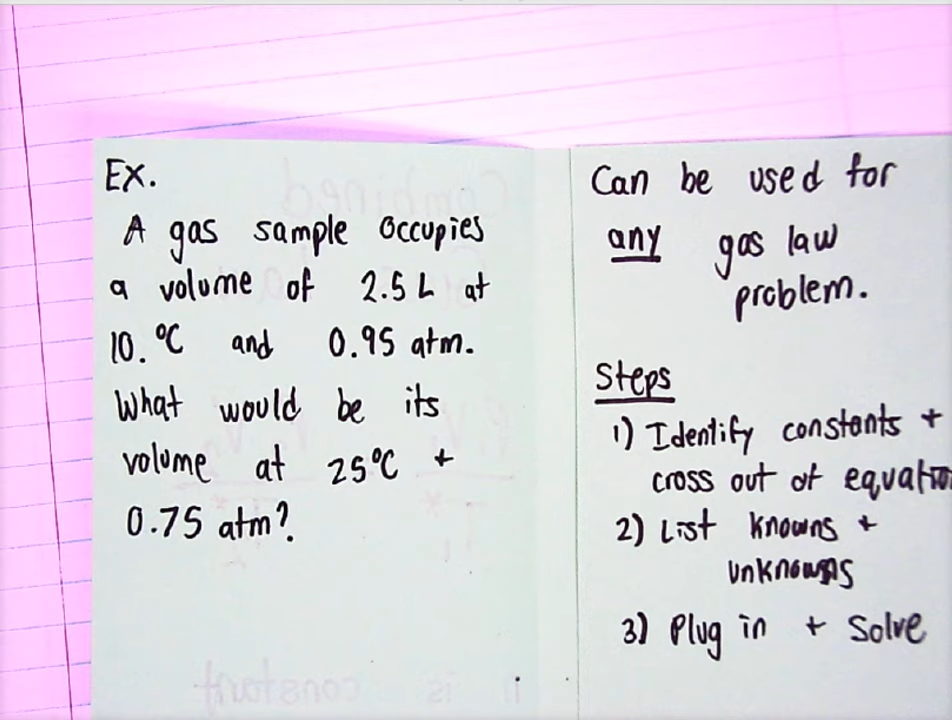 Ex.
A gas sample occupies
a volume of 2.5 L at
10. °C and 0.95 atm.
What would be its
volume at 25°C +
0.75 atm?
Can be used for
any gas law
problem.
Steps
1) Identify constants +
cross out of
2) List knowns +
unknowns
3) Plug in + Solve